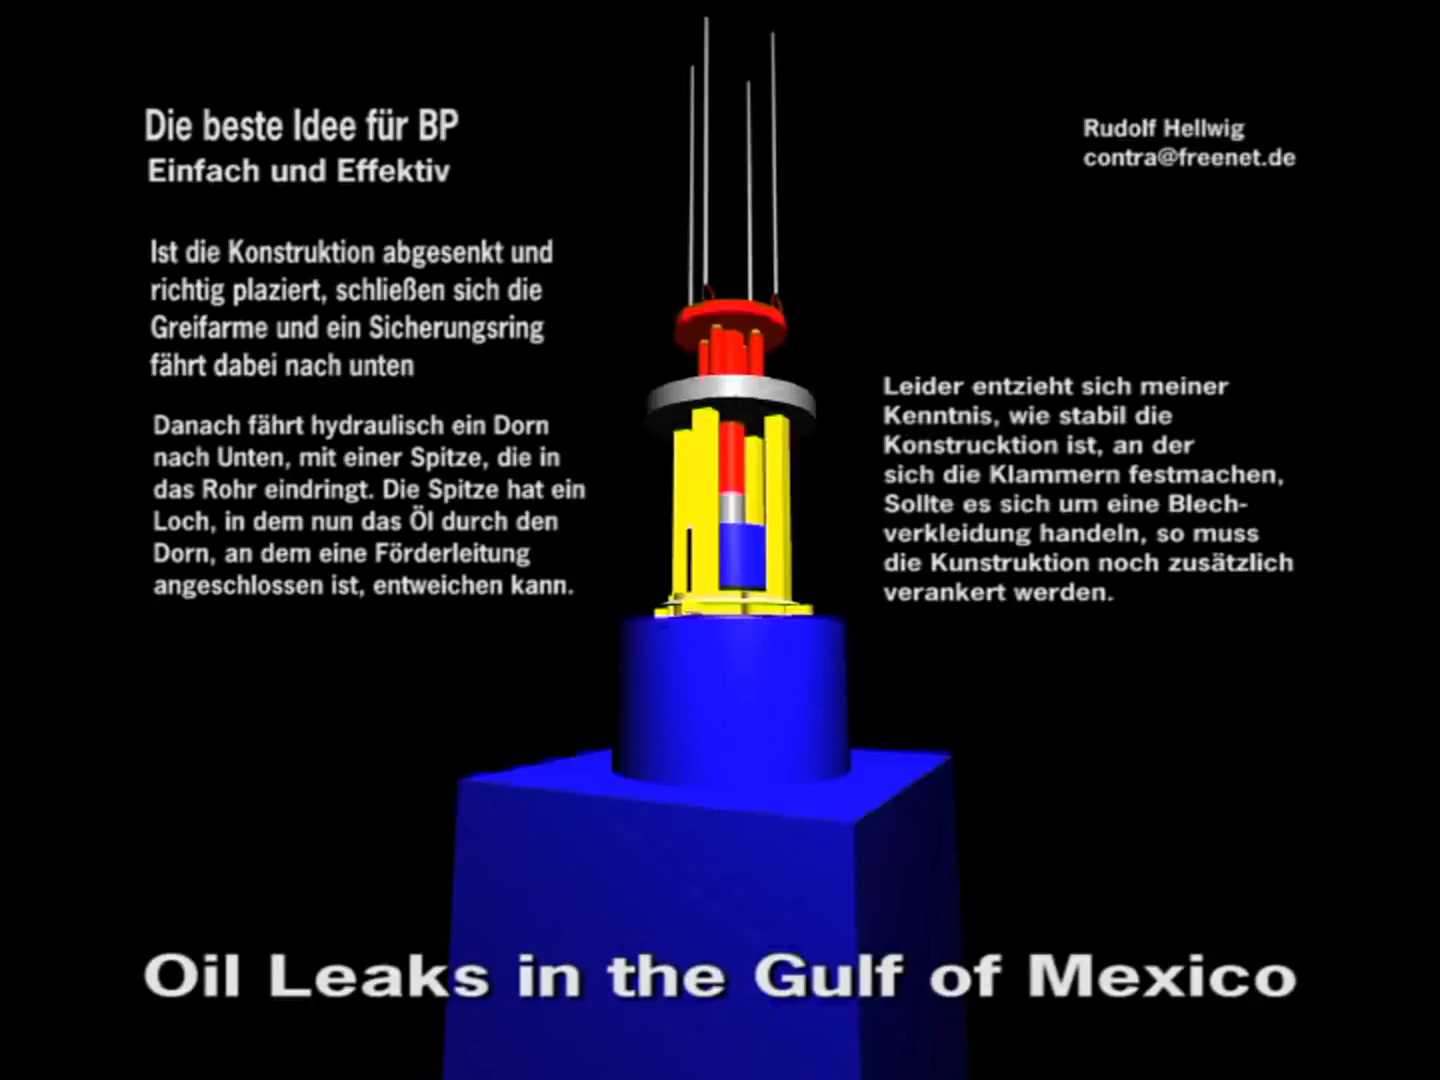 Die beste Idee für BP
Einfach und Effektiv
Rudolf Hellwig
contra@freenet.de
Ist die Konstruktion abgesenkt und
richtig plaziert, schließen sich die
Greifarme und ein Sicherungsring
fährt dabei nach unten
Danach fährt hydraulisch ein Dorn
nach Unten, mit einer Spitze, die in
das Rohr eindringt. Die Spitze hat ein
Loch, in dem nun das Öl durch den
Dorn, an dem eine Förderleitung
angeschlossen ist, entweichen kann.
Leider entzieht sich meiner
Kenntnis, wie stabil die
Konstrucktion ist, an der
sich die Klammern festmachen,
Sollte es sich um eine Blech-
verkleidung handeln, so muss
die Kunstruktion noch zusätzlich
verankert werden.
Oil Leaks in the Gulf of Mexico